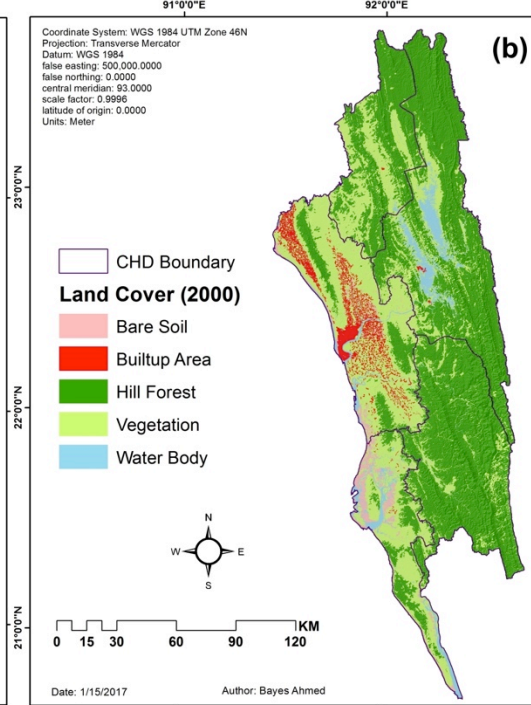 91°0'0"E 92°0'0"E
Coordinate System: WGS 1984 UTM Zone 46N
Projection: Transverse Mercator
Datum: WGS 1984
false easting: 500,000.0000
false northing: 0.0000
central meridian: 93.0000
scale factor: 0.9996
latitude of origin: 0.0000
Units: Meter
(b)
23°0'0"N
CHD Boundary
Land Cover (2000)
Bare Soil
Builtup Area
Hill Forest
Vegetation
Water Body
22°0'0"N
N
W E
S
21°0'0"N
KM
0 15 30 60 90 120
Date: 1/15/2017 Author: Bayes Ahmed